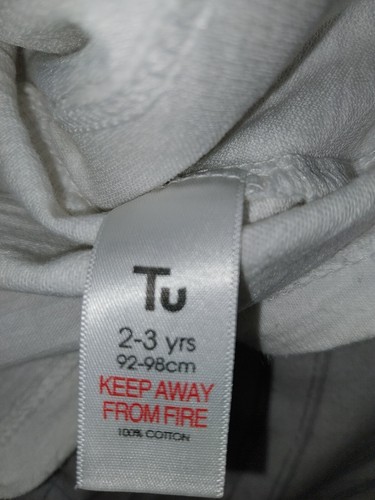 Tu
2-3 yrs
92-98cm
KEEP AWAY
FROM FIRE
100% COTTON